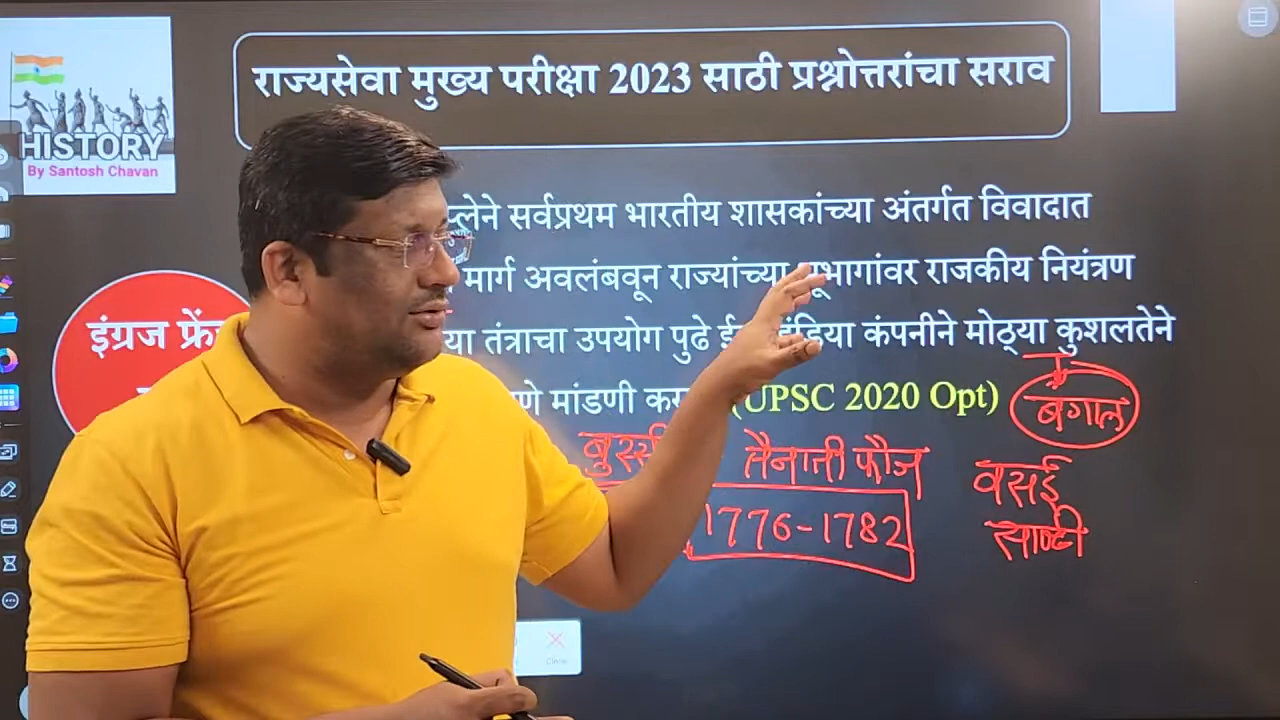 राज्यसेवा मुख्य परीक्षा 2023 साठी प्रश्नोत्तरांचा सराव
HISTORY
By Santosh Chavan
सर्वप्रथम भारतीय शासकांच्या अंतर्गत विवादात
मार्ग अवलंबवून राज्यांच्या भूभागांवर राजकीय नियंत्रण
इंग्रज
तंत्राचा उपयोग पुढे इंडिया कंपनीने मोठ्या कुशलतेने
मांडणी (UPSC 2020 Opt)
बंगाल
तैनाती फौज
वसई
1776-1782
साष्टी
Close